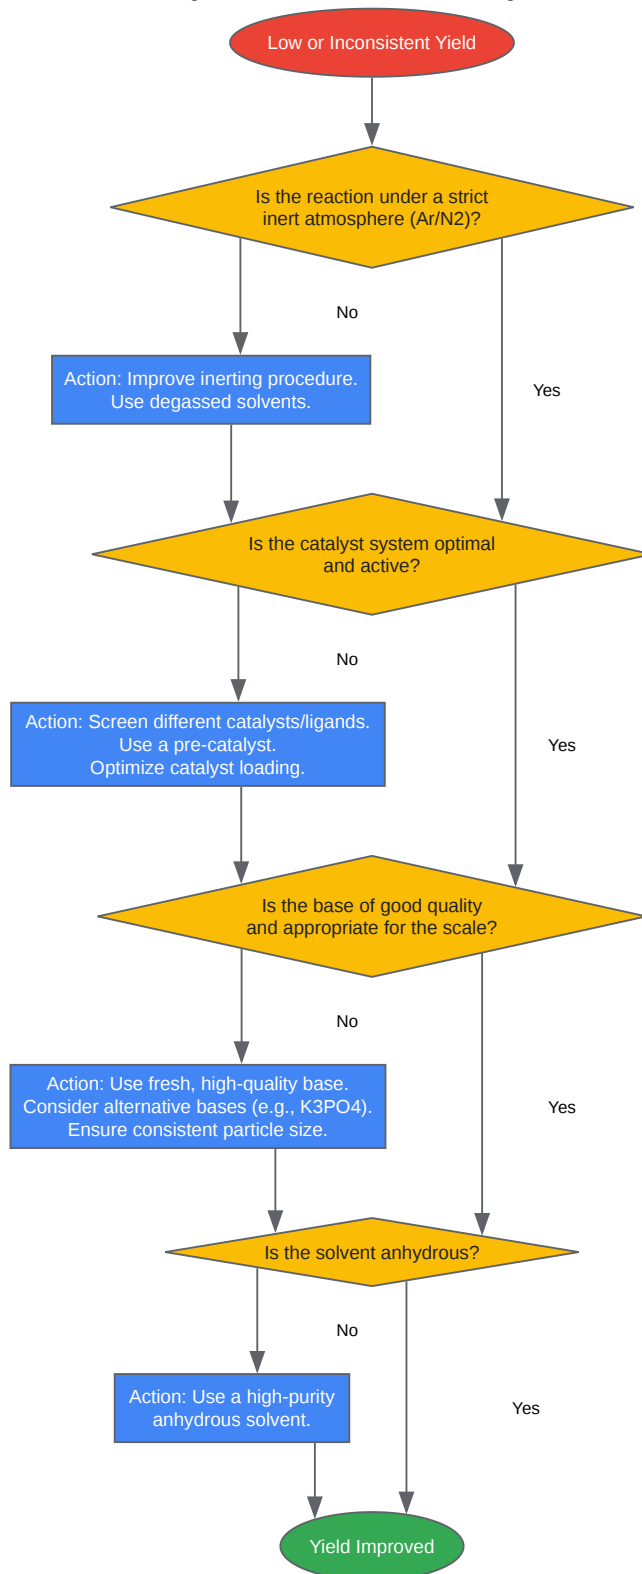 Low or Inconsistent Yield
Is the reaction under a strict
inert atmosphere (Ar/N2)?
No
Yes
Action: Improve inerting procedure.
Use degassed solvents.
Is the catalyst system optimal
and active?
No
Yes
Action: Screen different catalysts/ligands.
Use a pre-catalyst.
Optimize catalyst loading.
Is the base of good quality
and appropriate for the scale?
No
Yes
Action: Use fresh, high-quality base.
Consider alternative bases (e.g., K3PO4).
Ensure consistent particle size.
Is the solvent anhydrous?
No
Yes
Action: Use a high-purity
anhydrous solvent.
Yield Improved